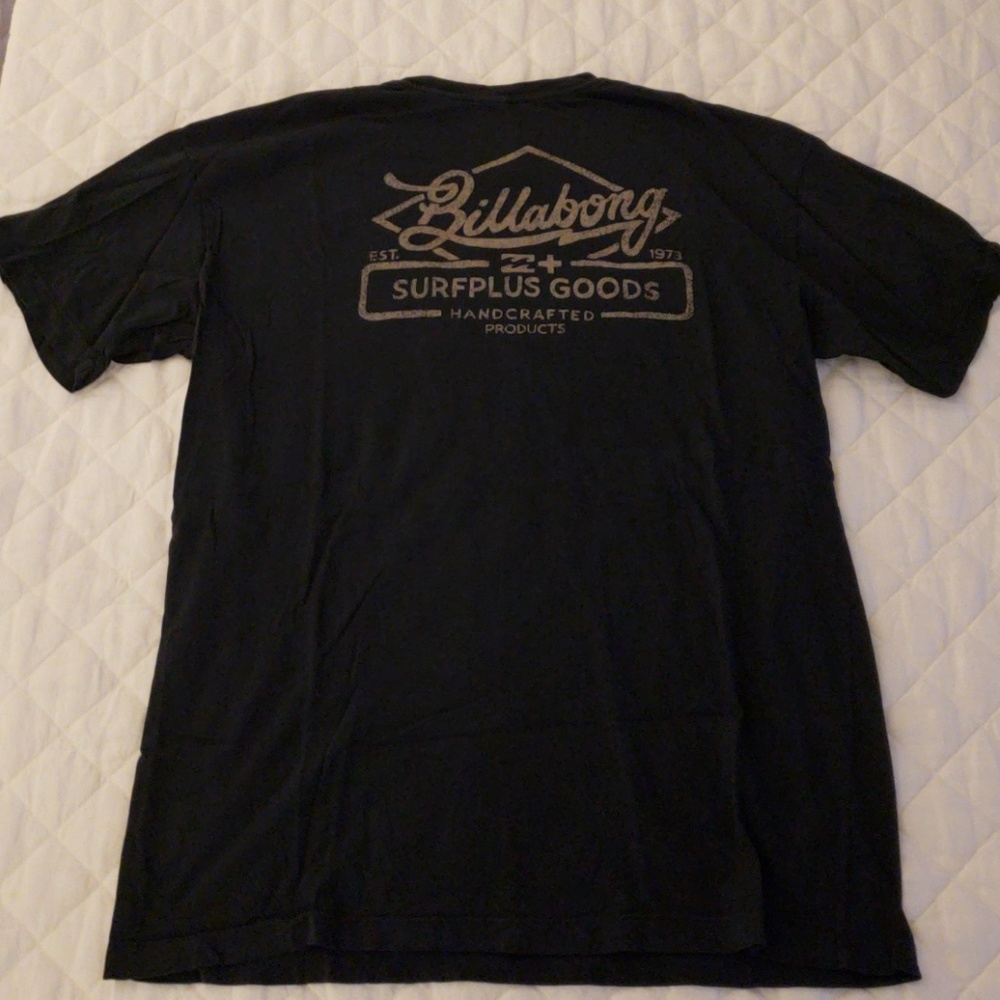 Billabong
EST. 1973
SURFPLUS GOODS
HANDCRAFTED
PRODUCTS